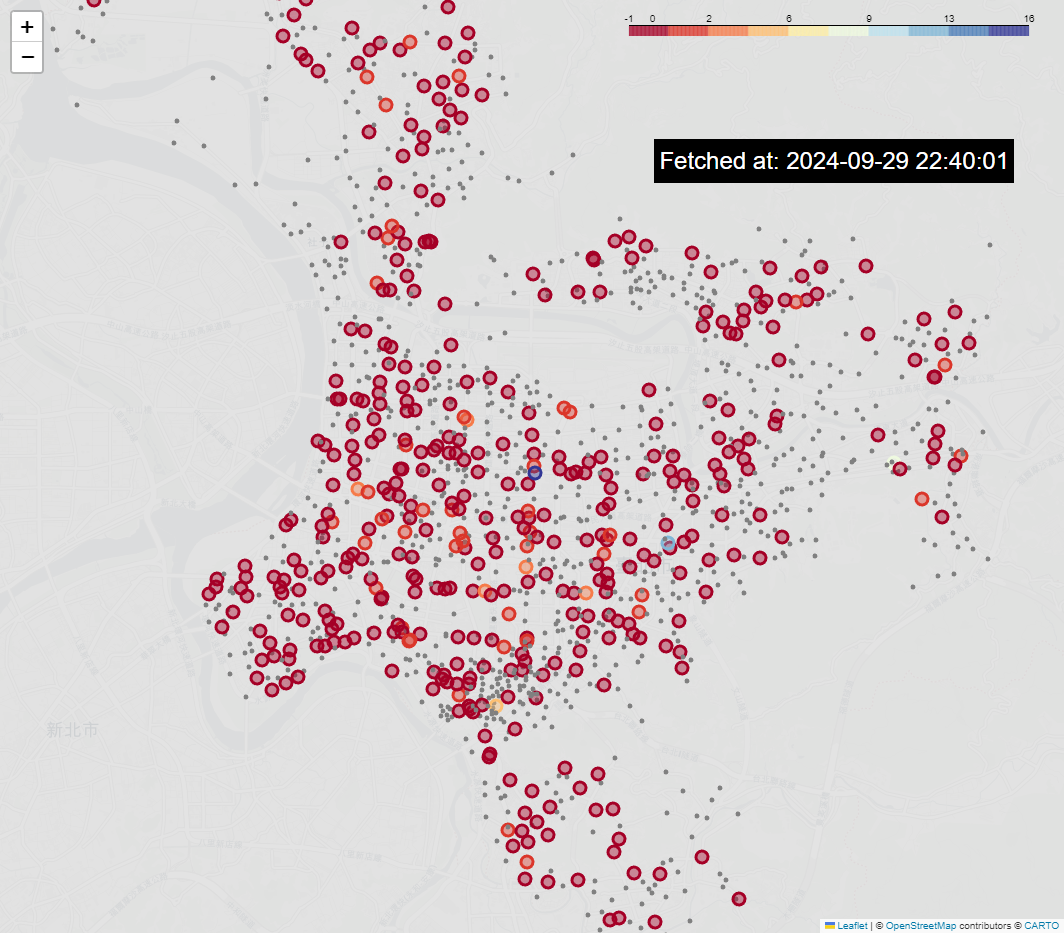 +
−
-1 0 2 6 9 13 16
Fetched at: 2024-09-29 22:40:01
新北市
Leaflet | © OpenStreetMap contributors © CARTO